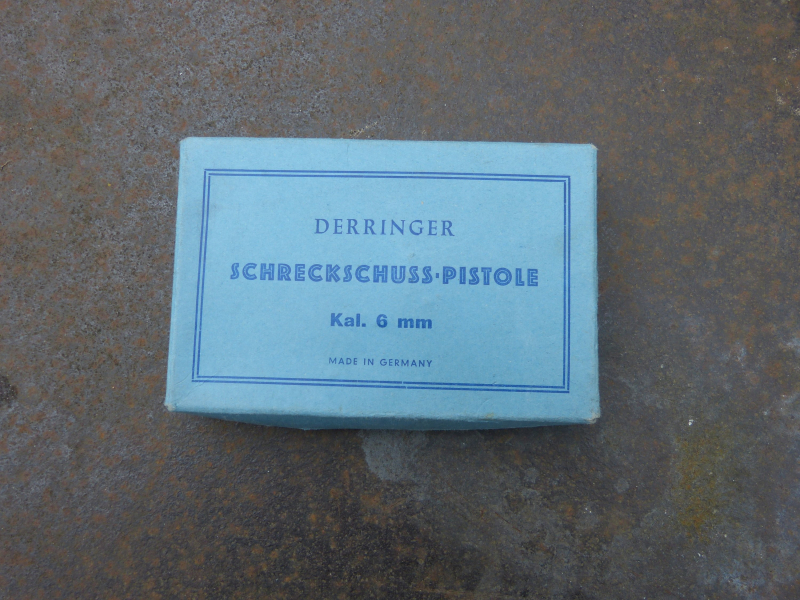 DERRINGER
SCHRECKSCHUSS·PISTOLE
Kal. 6 mm
MADE IN GERMANY